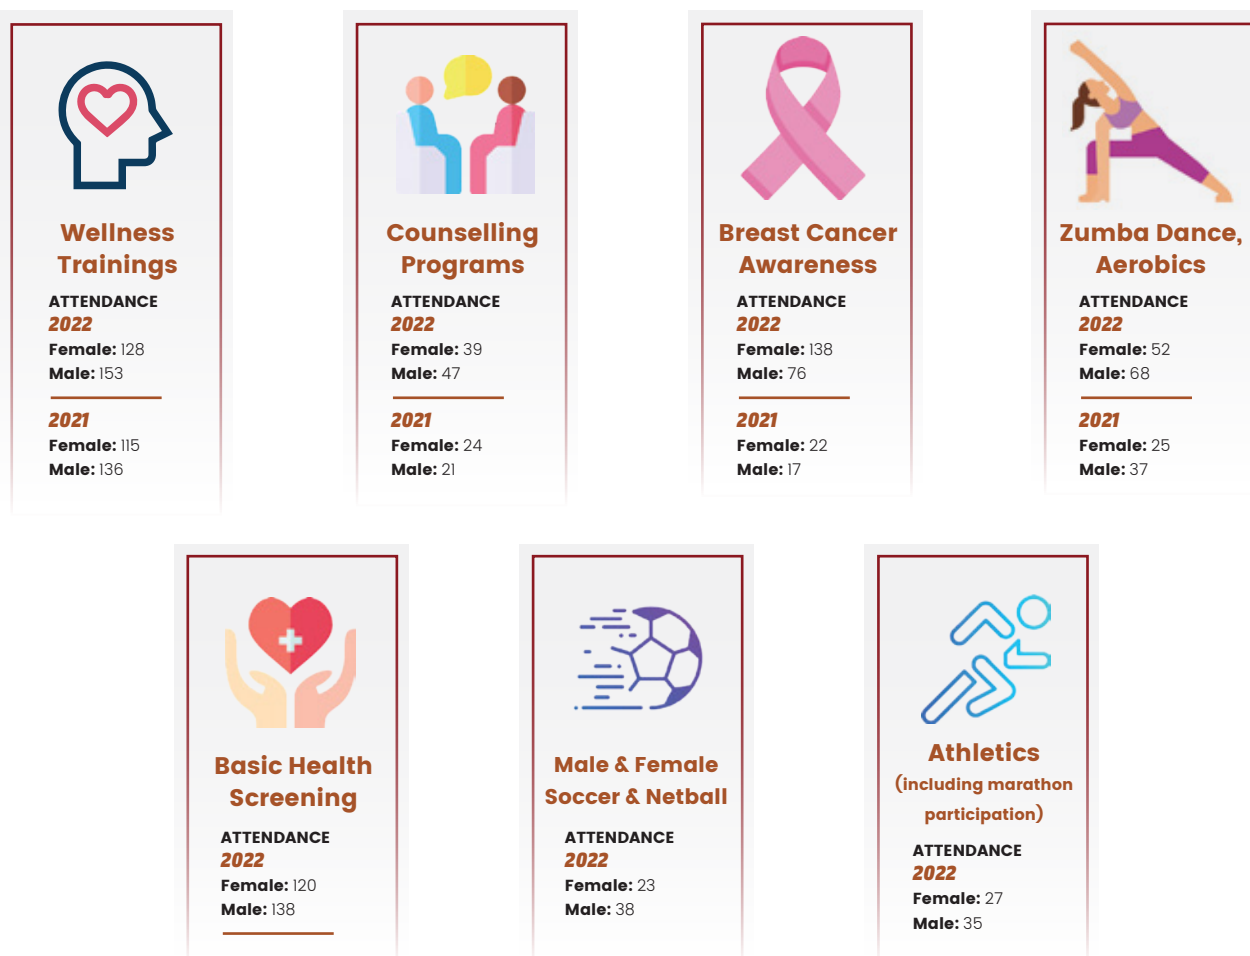 Wellness
Trainings
ATTENDANCE
2022
Female: 128
Male: 153
2021
Female: 115
Male: 136
Counselling
Programs
ATTENDANCE
2022
Female: 39
Male: 47
2021
Female: 24
Male: 21
Breast Cancer
Awareness
ATTENDANCE
2022
Female: 138
Male: 76
2021
Female: 22
Male: 17
Zumba Dance,
Aerobics
ATTENDANCE
2022
Female: 52
Male: 68
2021
Female: 25
Male: 37
Basic Health
Screening
ATTENDANCE
2022
Female: 120
Male: 138
Male & Female
Soccer & Netball
ATTENDANCE
2022
Female: 23
Male: 38
Athletics
(including marathon
participation)
ATTENDANCE
2022
Female: 27
Male: 35